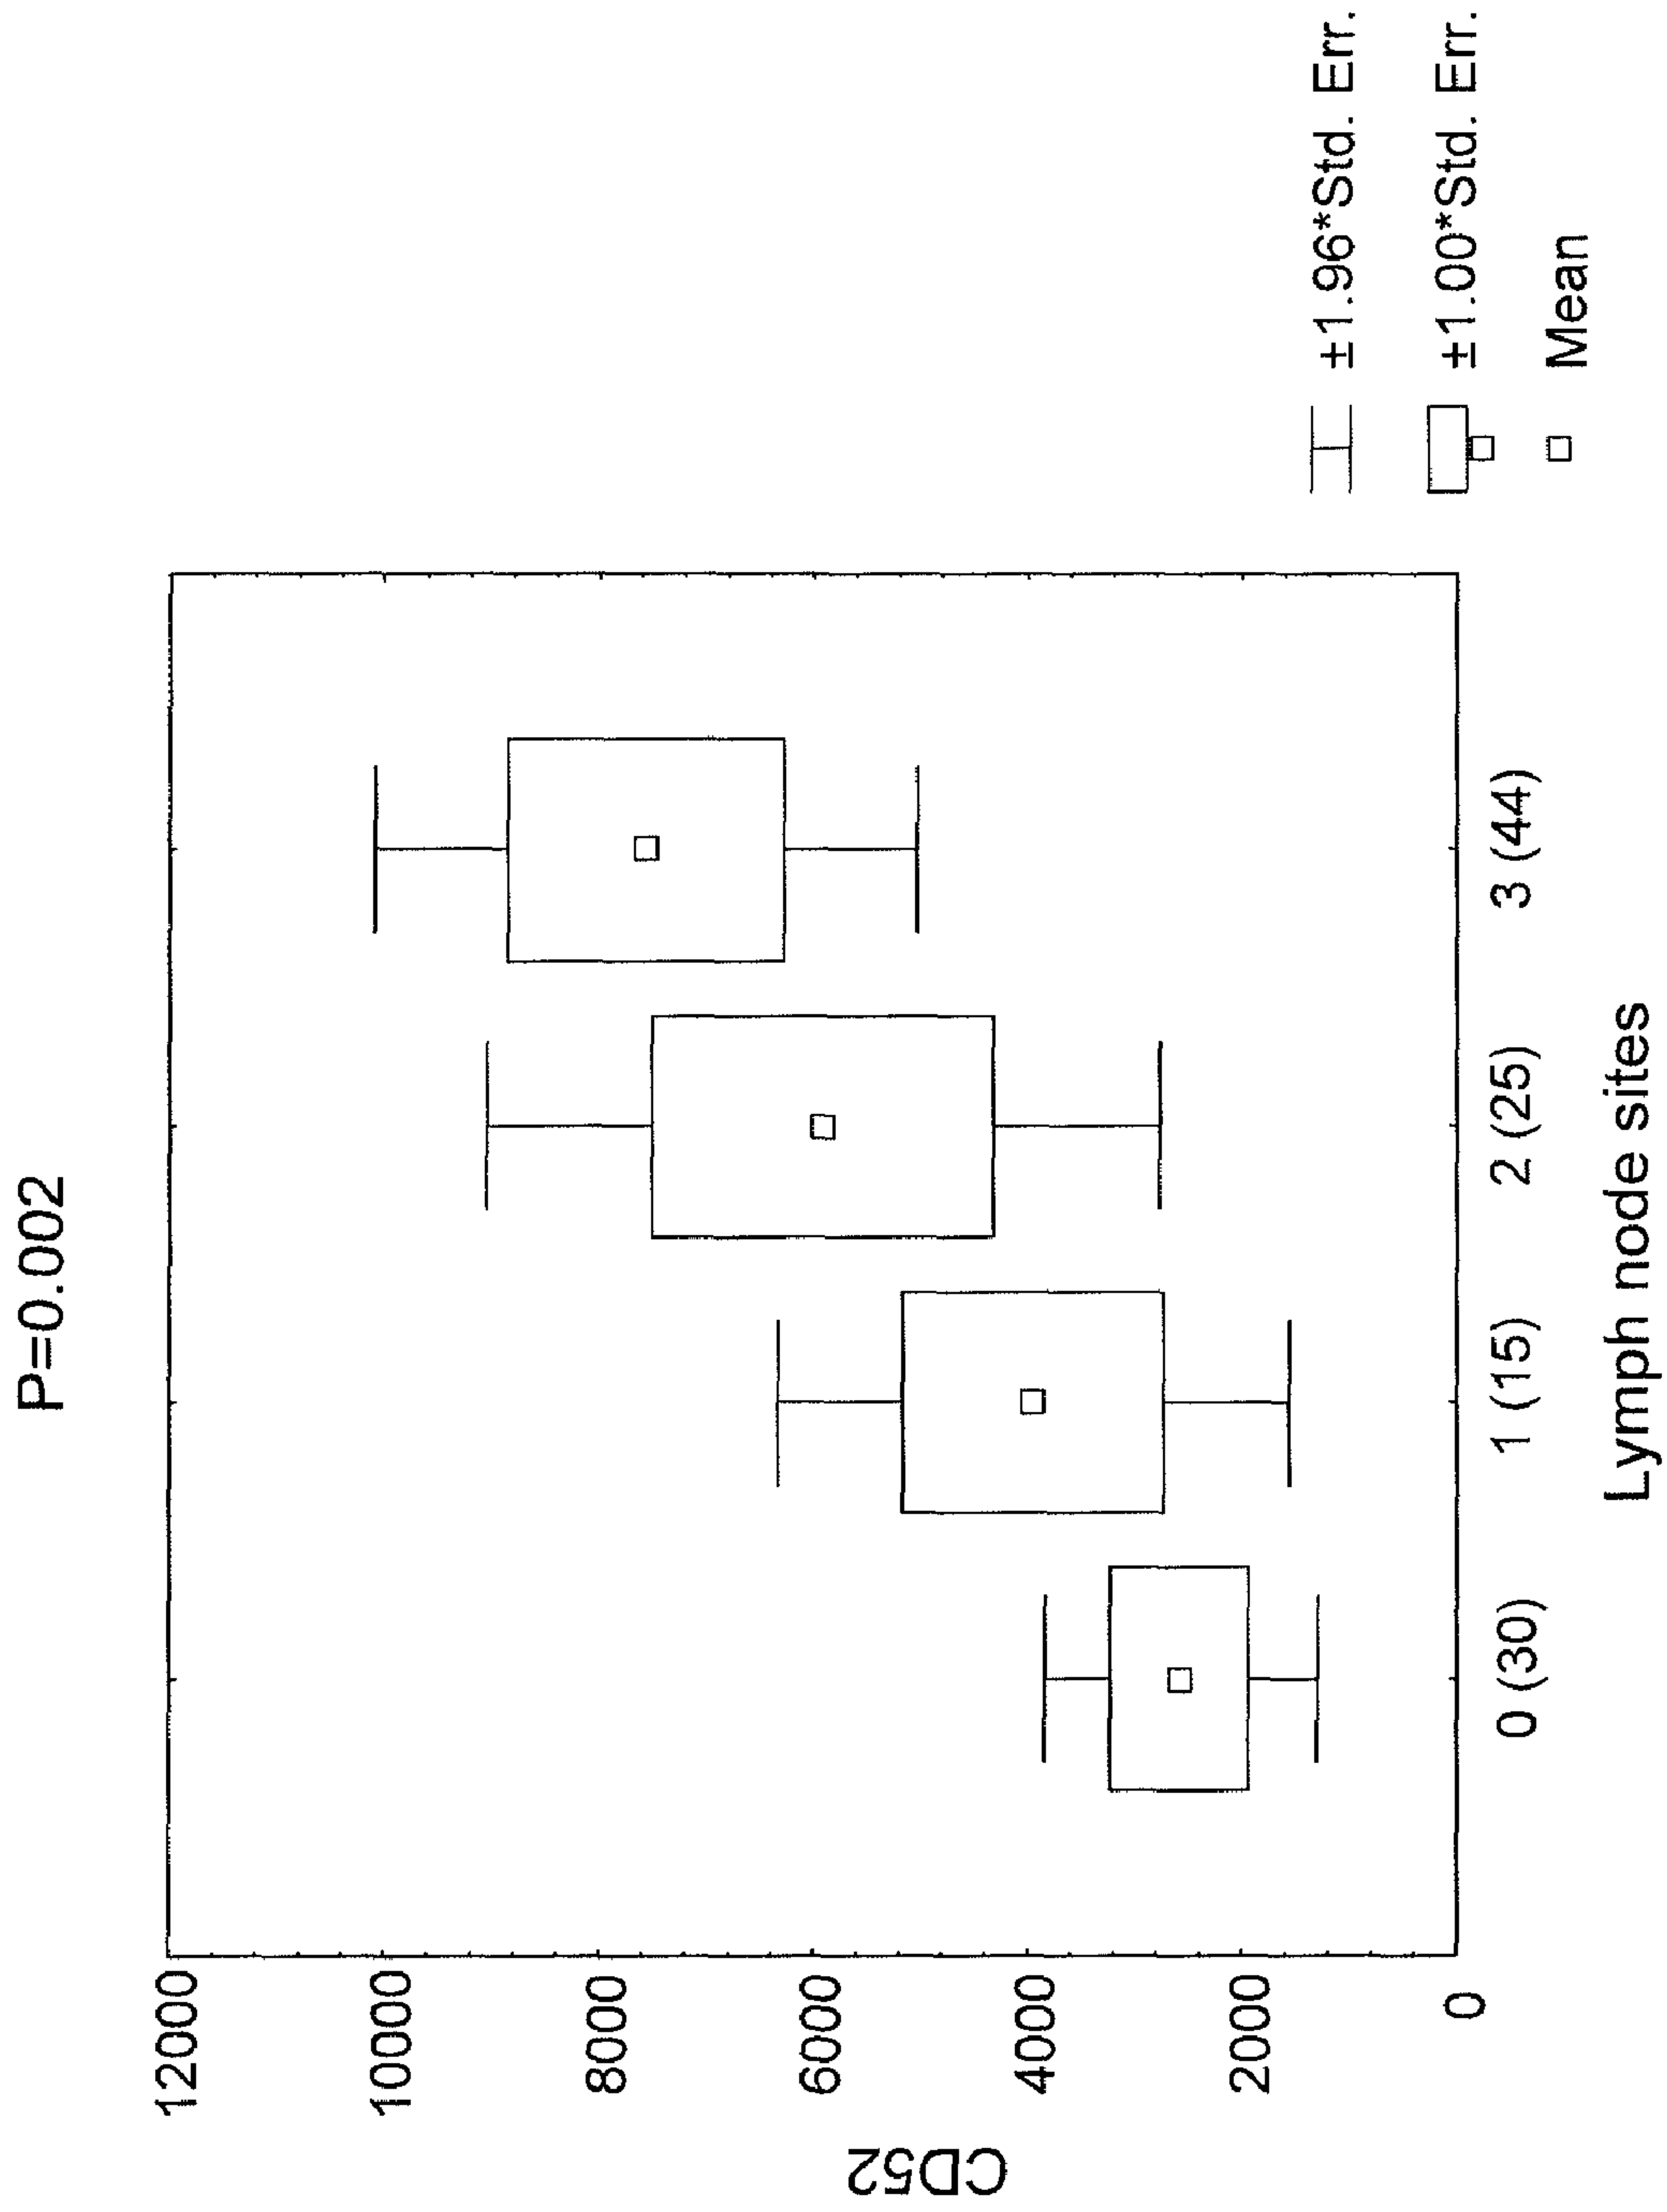 P=0.002
CD52
12000
10000
8000
6000
4000
2000
0
0 (30)
1 (15)
2 (25)
3 (44)
Lymph node sites
±1.96*Std. Err.
±1.00*Std. Err.
Mean